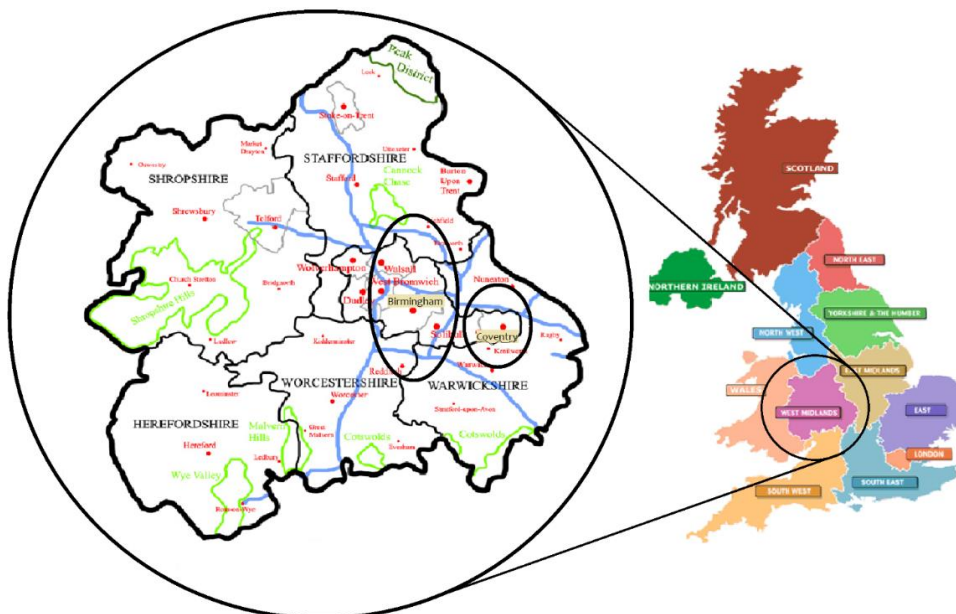 Peak
District
Leek
Stoke-on-Trent
Market
Drayton
STAFFORDSHIRE
Uttoxeter
Oswestry
SHROPSHIRE
Stafford
Cannock
Chase
Burton
Upon
Trent
Shrewsbury
Telford
Lichfield
Tamworth
Wolverhampton
Walsall
West Bromwich
Church Stretton
Shropshire Hills
Bridgnorth
Dudley
Birmingham
Nuneaton
Solihull
Coventry
Ludlow
Kidderminster
Kenilworth
Rugby
Redditch
Warwick
WORCESTERSHIRE
WARWICKSHIRE
Leominster
Worcester
Stratford-upon-Avon
HEREFORDSHIRE
Malvern
Hills
Great
Malvern
Cotswolds
Cotswolds
Evesham
Hereford
Ledbury
Wye Valley
Ross-on-Wye
SCOTLAND
NORTH EAST
NORTHERN IRELAND
YORKSHIRE & THE HUMBER
NORTH WEST
EAST MIDLANDS
WALES
WEST MIDLANDS
EAST
LONDON
SOUTH EAST
SOUTH WEST